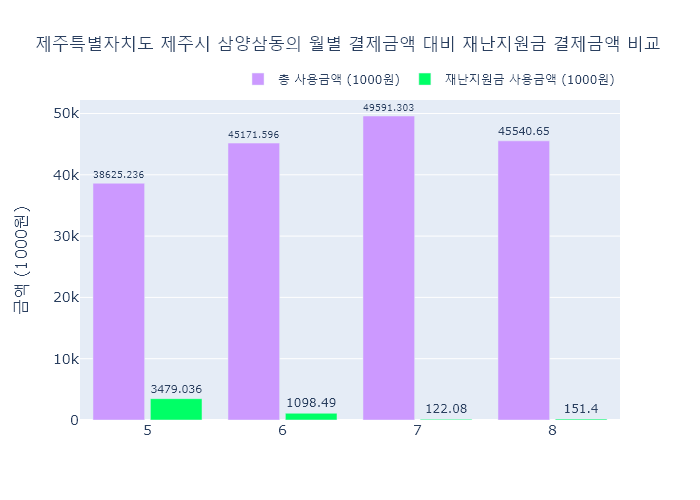 제주특별자치도 제주시 삼양삼동의 월별 결제금액 대비 재난지원금 결제금액 비교
총 사용금액 (1000원) 재난지원금 사용금액 (1000원)
금액 (1000원)
50k
40k
30k
20k
10k
0
38625.236
45171.596
49591.303
45540.65
3479.036
1098.49
122.08
151.4
5 6 7 8